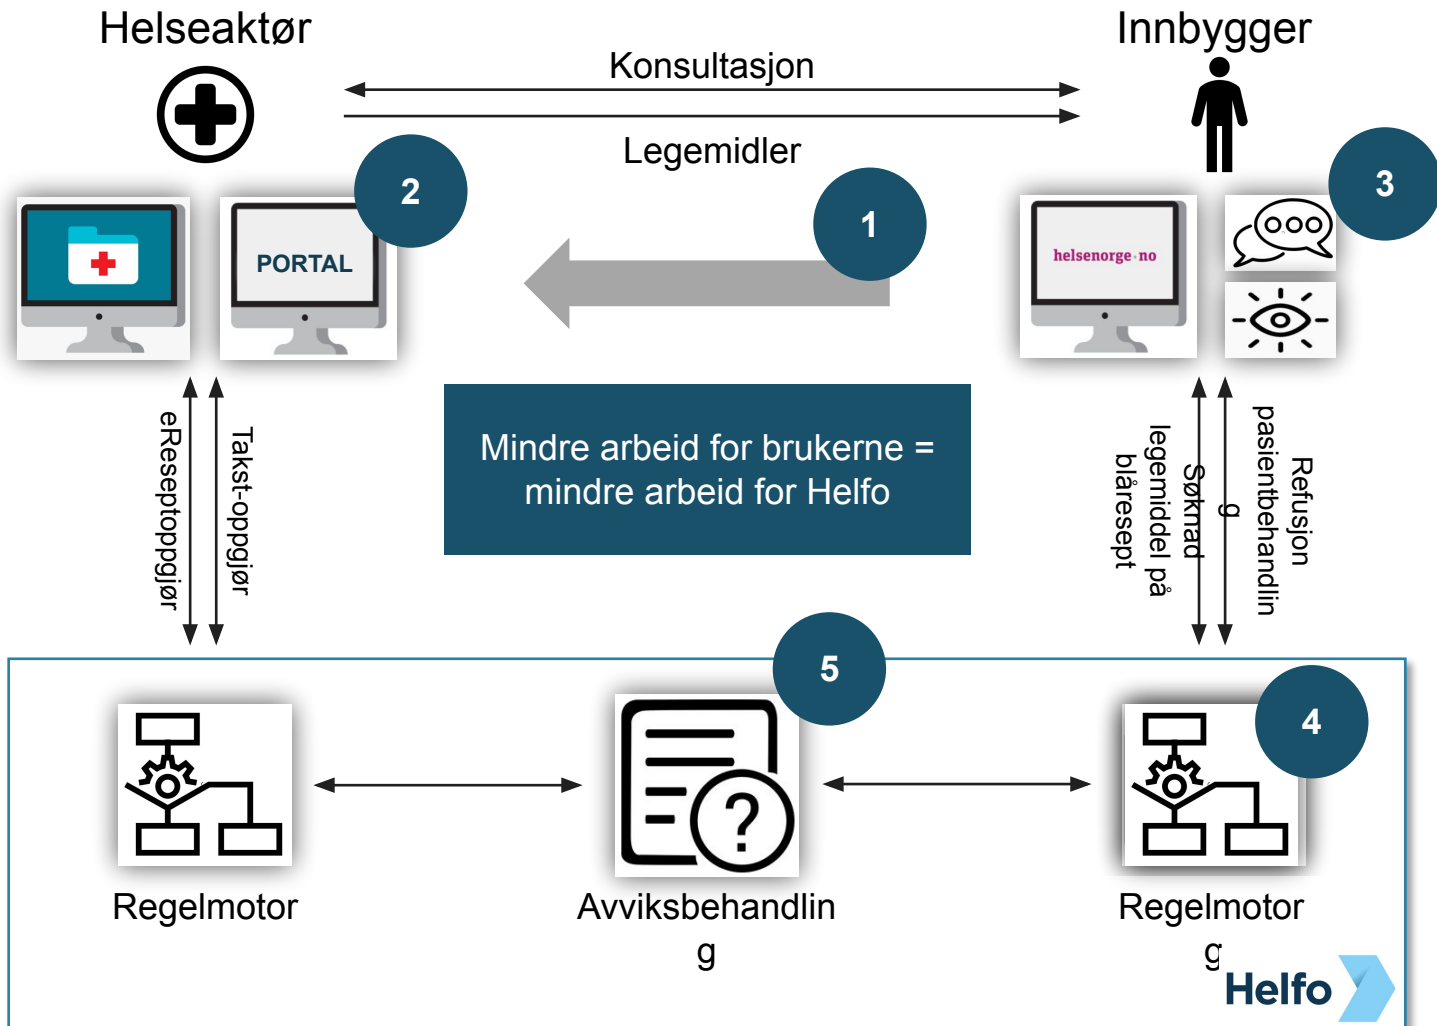 Helseaktør
Innbygger
Konsultasjon
Legemidler
2
1
3
PORTAL
helsenorge·no
Mindre arbeid for brukerne =
mindre arbeid for Helfo
eReseptoppgjør
Takst-oppgjør
Søknad
legemiddel på
blåresept
Refusjon
pasientbehandlin
g
5
4
?
Regelmotor
Avviksbehandlin
g
Regelmotor
g
Helfo